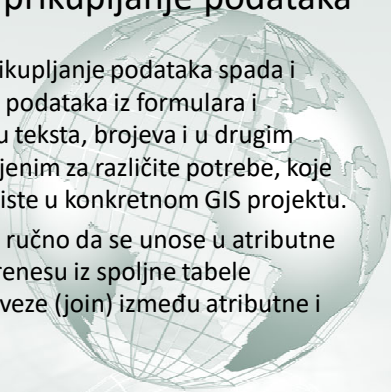 prikupljanje podataka
ikupljanje podataka spada i
podataka iz formulara i
u teksta, brojeva i u drugim
jenim za različite potrebe, koje
iste u konkretnom GIS projektu.
ručno da se unose u atributne
renesu iz spoljne tabele
veze (join) između atributne i